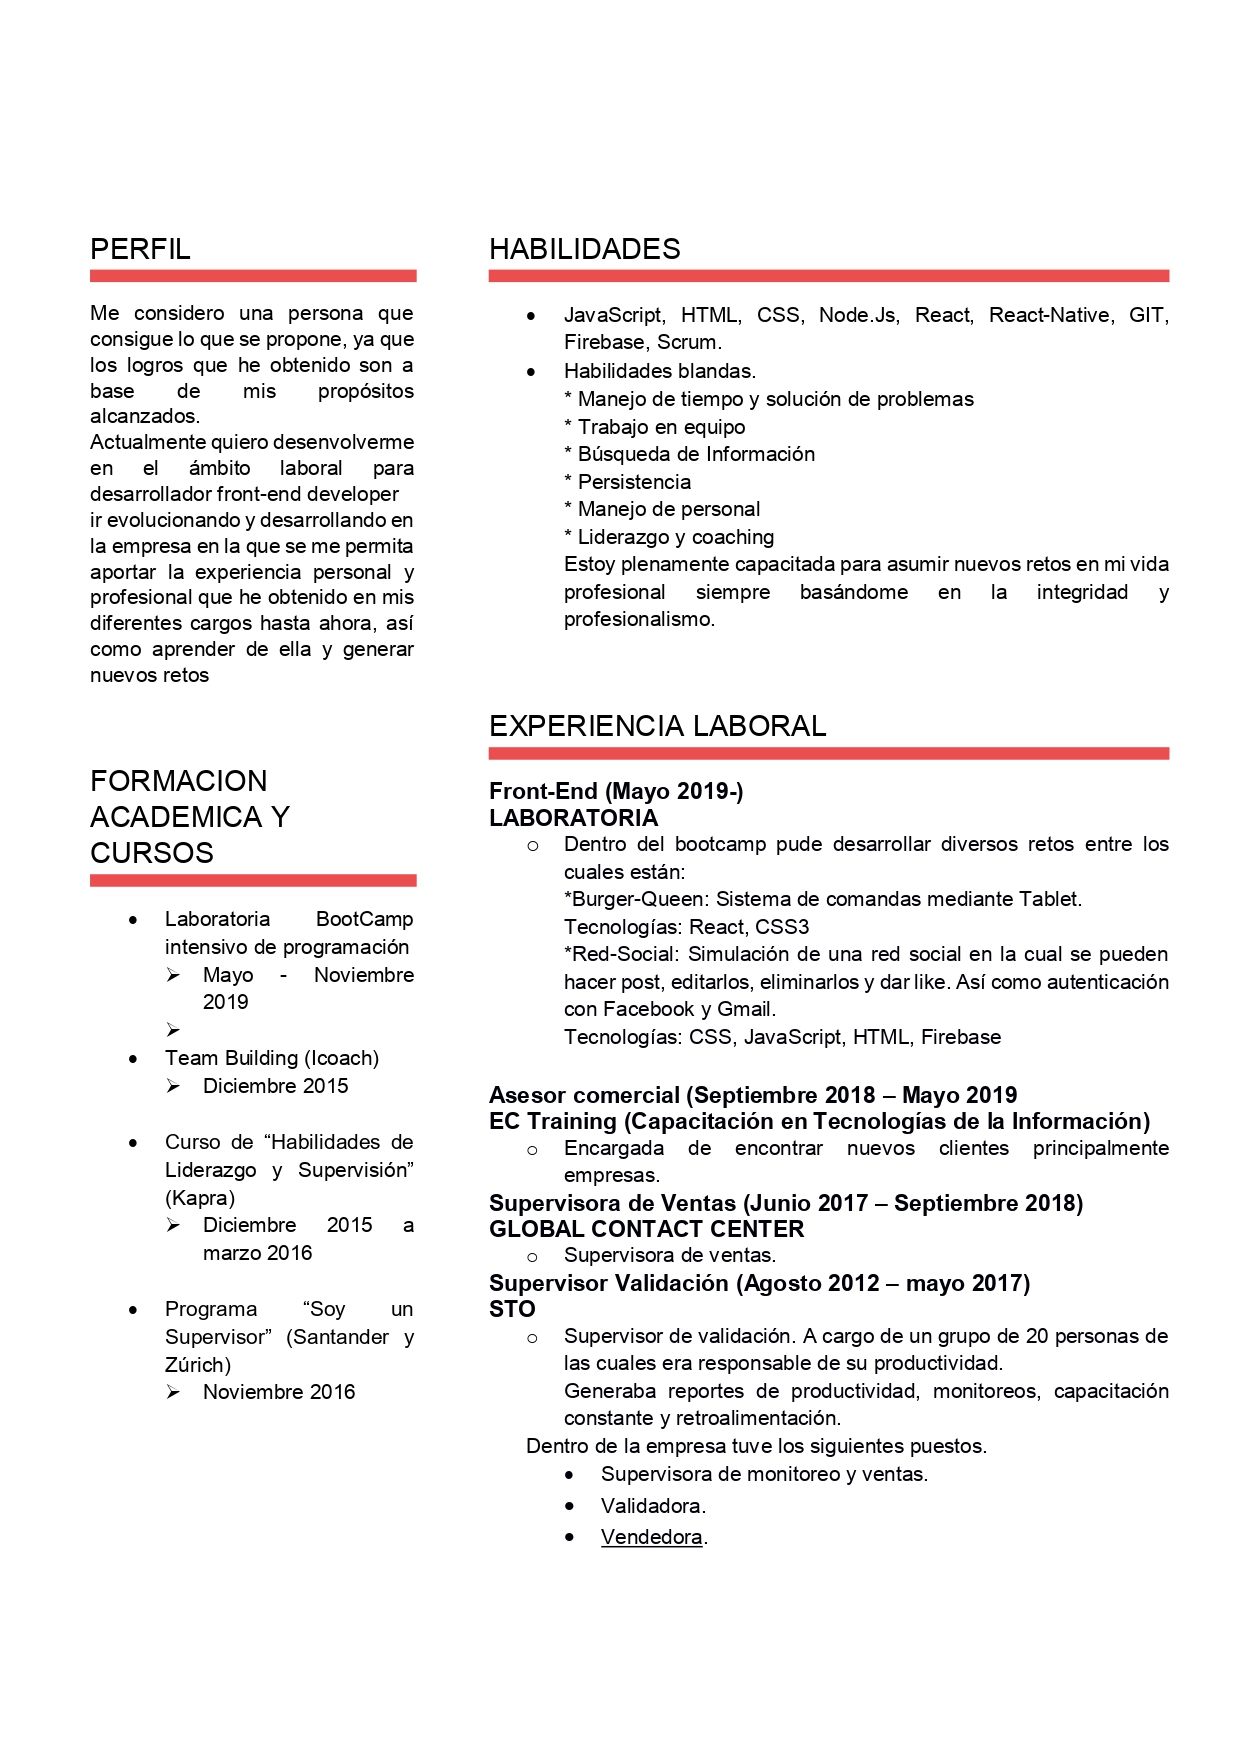 PERFIL
Me considero una persona que
consigue lo que se propone, ya que
los logros que he obtenido son a
base de mis propósitos
alcanzados.
Actualmente quiero desenvolverme
en el ámbito laboral para
desarrollador front-end developer
ir evolucionando y desarrollando en
la empresa en la que se me permita
aportar la experiencia personal y
profesional que he obtenido en mis
diferentes cargos hasta ahora, así
como aprender de ella y generar
nuevos retos
FORMACION
ACADEMICA Y
CURSOS
• Laboratoria BootCamp
intensivo de programación
➢ Mayo - Noviembre
2019
➢
• Team Building (Icoach)
➢ Diciembre 2015
• Curso de “Habilidades de
Liderazgo y Supervisión”
(Kapra)
➢ Diciembre 2015 a
marzo 2016
• Programa “Soy un
Supervisor” (Santander y
Zúrich)
➢ Noviembre 2016
HABILIDADES
• JavaScript, HTML, CSS, Node.Js, React, React-Native, GIT,
Firebase, Scrum.
• Habilidades blandas.
* Manejo de tiempo y solución de problemas
* Trabajo en equipo
* Búsqueda de Información
* Persistencia
* Manejo de personal
* Liderazgo y coaching
Estoy plenamente capacitada para asumir nuevos retos en mi vida
profesional siempre basándome en la integridad y
profesionalismo.
EXPERIENCIA LABORAL
Front-End (Mayo 2019-)
LABORATORIA
o Dentro del bootcamp pude desarrollar diversos retos entre los
cuales están:
*Burger-Queen: Sistema de comandas mediante Tablet.
Tecnologías: React, CSS3
*Red-Social: Simulación de una red social en la cual se pueden
hacer post, editarlos, eliminarlos y dar like. Así como autenticación
con Facebook y Gmail.
Tecnologías: CSS, JavaScript, HTML, Firebase
Asesor comercial (Septiembre 2018 – Mayo 2019
EC Training (Capacitación en Tecnologías de la Información)
o Encargada de encontrar nuevos clientes principalmente
empresas.
Supervisora de Ventas (Junio 2017 – Septiembre 2018)
GLOBAL CONTACT CENTER
o Supervisora de ventas.
Supervisor Validación (Agosto 2012 – mayo 2017)
STO
o Supervisor de validación. A cargo de un grupo de 20 personas de
las cuales era responsable de su productividad.
Generaba reportes de productividad, monitoreos, capacitación
constante y retroalimentación.
Dentro de la empresa tuve los siguientes puestos.
• Supervisora de monitoreo y ventas.
• Validadora.
• Vendedora.